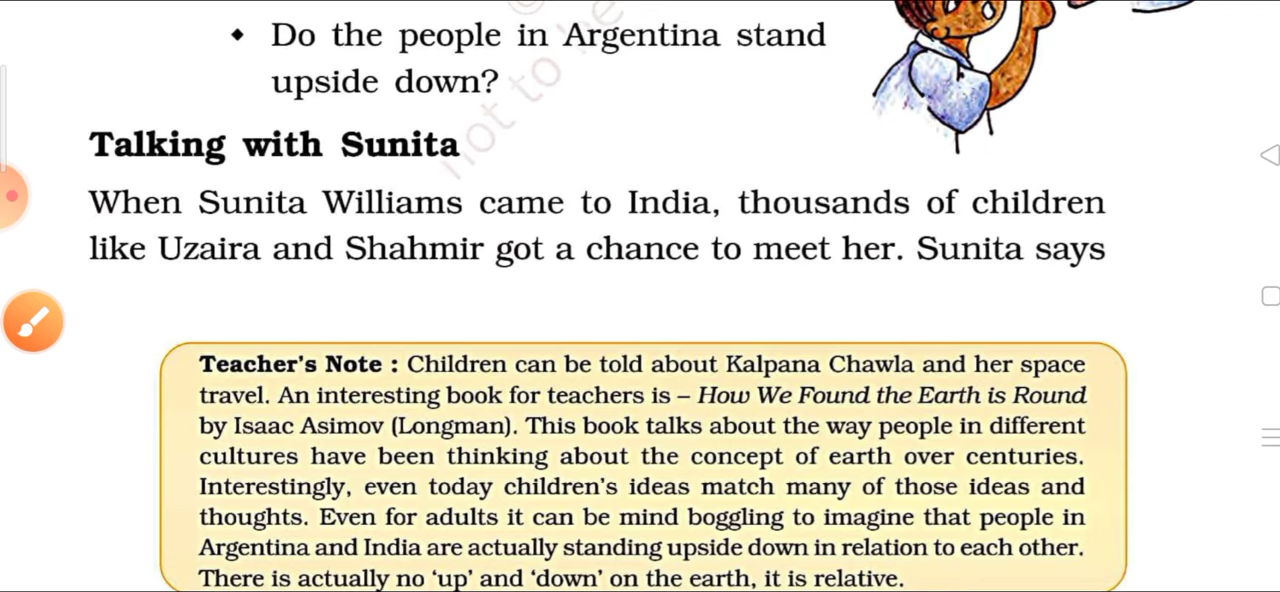 ◆ Do the people in Argentina stand
upside down?
not to be
Talking with Sunita
When Sunita Williams came to India, thousands of children
like Uzaira and Shahmir got a chance to meet her. Sunita says
Teacher's Note : Children can be told about Kalpana Chawla and her space
travel. An interesting book for teachers is – How We Found the Earth is Round
by Isaac Asimov (Longman). This book talks about the way people in different
cultures have been thinking about the concept of earth over centuries.
Interestingly, even today children's ideas match many of those ideas and
thoughts. Even for adults it can be mind boggling to imagine that people in
Argentina and India are actually standing upside down in relation to each other.
There is actually no 'up' and 'down' on the earth, it is relative.